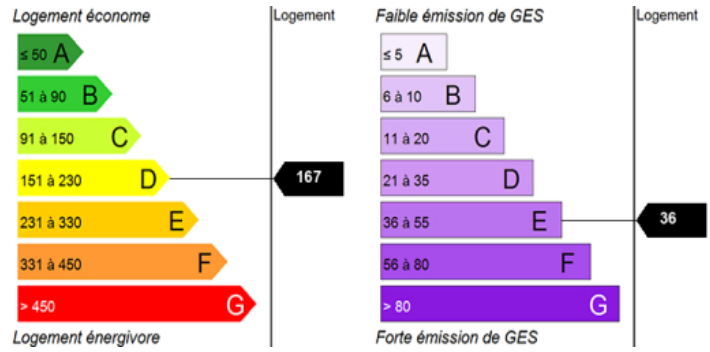 Logement économe
Logement
≤ 50 A
51 à 90 B
91 à 150 C
151 à 230 D
167
231 à 330 E
331 à 450 F
> 450 G
Logement énergivore
Faible émission de GES
Logement
≤ 5 A
6 à 10 B
11 à 20 C
21 à 35 D
36 à 55 E
36
56 à 80 F
> 80 G
Forte émission de GES